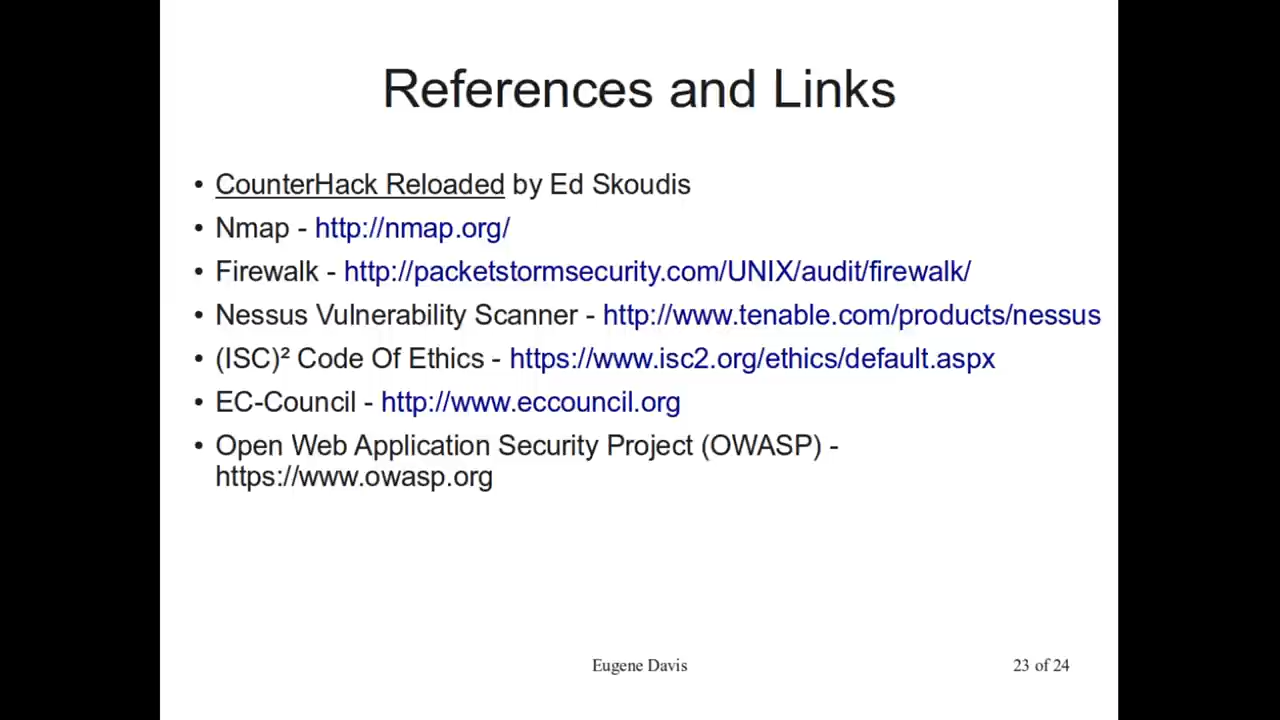 References and Links
• CounterHack Reloaded by Ed Skoudis
• Nmap - http://nmap.org/
• Firewalk - http://packetstormsecurity.com/UNIX/audit/firewalk/
• Nessus Vulnerability Scanner - http://www.tenable.com/products/nessus
• (ISC)² Code Of Ethics - https://www.isc2.org/ethics/default.aspx
• EC-Council - http://www.eccouncil.org
• Open Web Application Security Project (OWASP) -
https://www.owasp.org
Eugene Davis
23 of 24